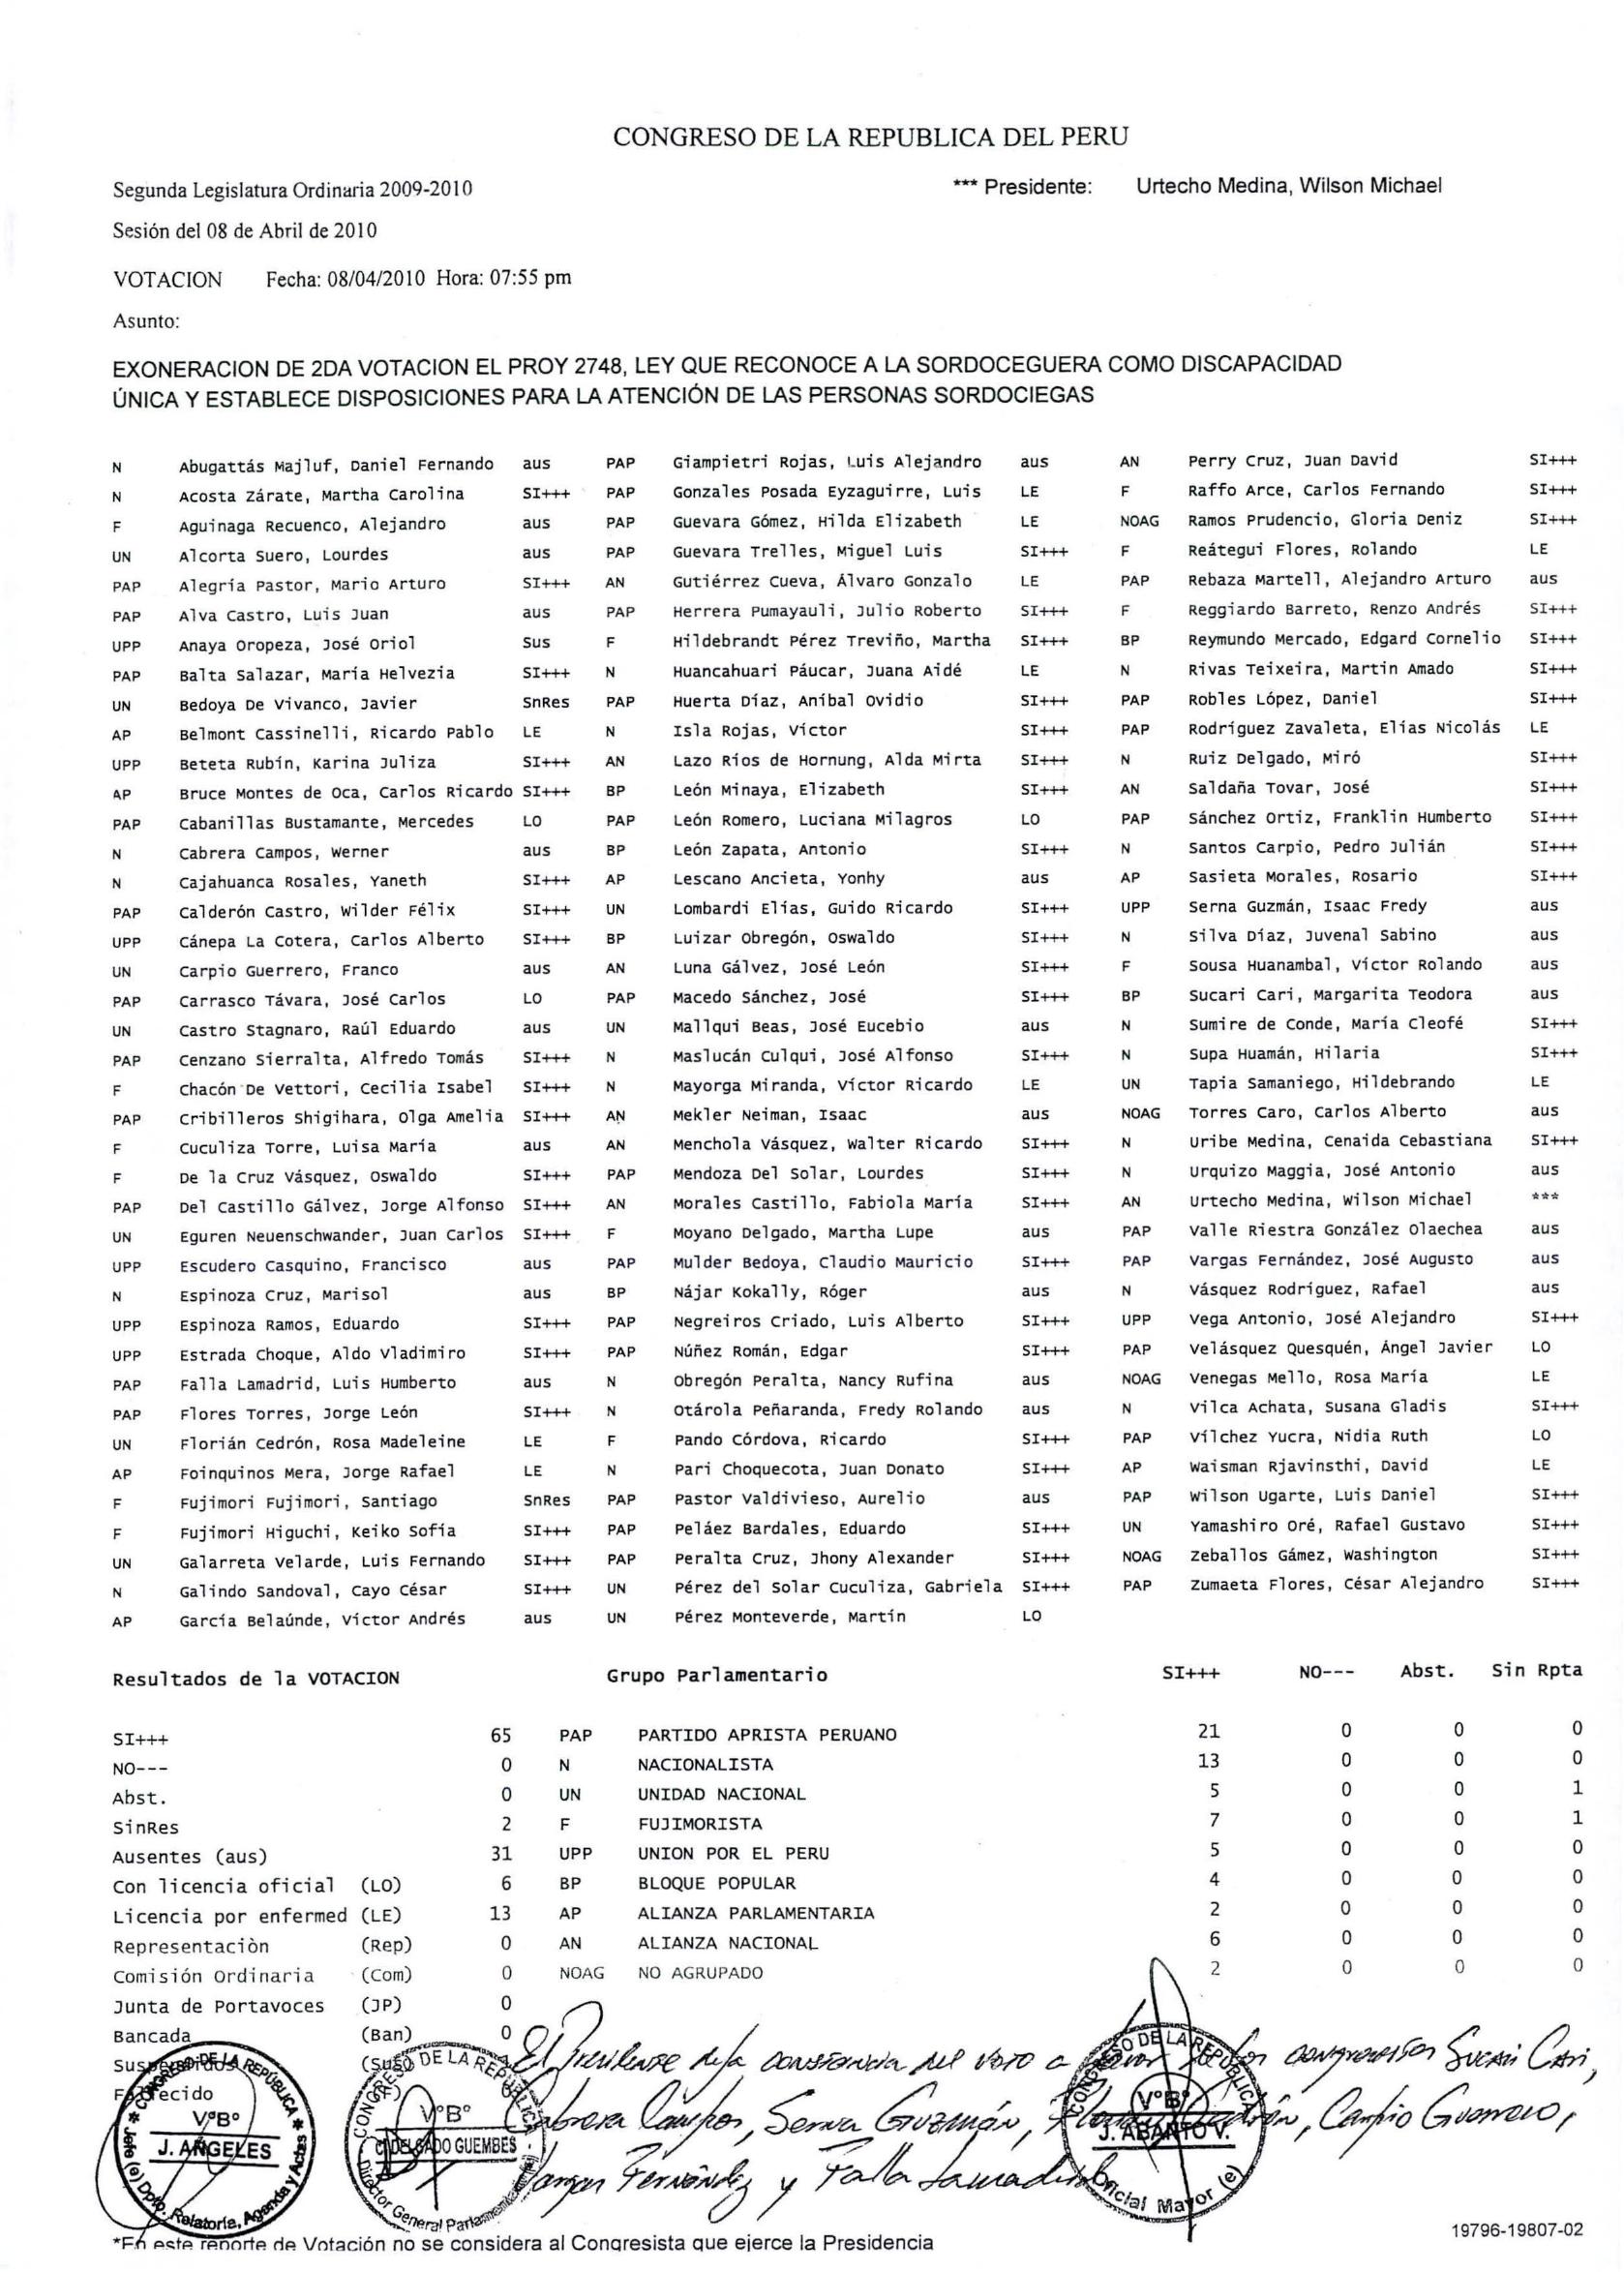 CONGRESO DE LA REPUBLICA DEL PERU
Segunda Legislatura Ordinaria 2009-2010 *** Presidente: Urtecho Medina, Wilson Michael
Sesión del 08 de Abril de 2010
VOTACION Fecha: 08/04/2010 Hora: 07:55 pm
Asunto:
EXONERACION DE 2DA VOTACION EL PROY 2748, LEY QUE RECONOCE A LA SORDOCEGUERA COMO DISCAPACIDAD
ÚNICA Y ESTABLECE DISPOSICIONES PARA LA ATENCIÓN DE LAS PERSONAS SORDOCIEGAS
N Abugattás Majluf, Daniel Fernando aus PAP Giampietri Rojas, Luis Alejandro aus AN Perry Cruz, Juan David SI+++
N Acosta Zárate, Martha Carolina SI+++ PAP Gonzales Posada Eyzaguirre, Luis LE F Raffo Arce, Carlos Fernando SI+++
F Aguinaga Recuenco, Alejandro aus PAP Guevara Gómez, Hilda Elizabeth LE NOAG Ramos Prudencio, Gloria Deniz SI+++
UN Alcorta Suero, Lourdes aus PAP Guevara Trelles, Miguel Luis SI+++ F Reátegui Flores, Rolando LE
PAP Alegría Pastor, Mario Arturo SI+++ AN Gutiérrez Cueva, Álvaro Gonzalo LE PAP Rebaza Martell, Alejandro Arturo aus
PAP Alva Castro, Luis Juan aus PAP Herrera Pumayauli, Julio Roberto SI+++ F Reggiardo Barreto, Renzo Andrés SI+++
UPP Anaya Oropeza, José Oriol Sus F Hildebrandt Pérez Treviño, Martha SI+++ BP Reymundo Mercado, Edgard Cornelio SI+++
PAP Balta Salazar, María Helvezia SI+++ N Huancahuari Páucar, Juana Aidé LE N Rivas Teixeira, Martin Amado SI+++
UN Bedoya De Vivanco, Javier SnRes PAP Huerta Díaz, Anibal Ovidio SI+++ PAP Robles López, Daniel SI+++
AP Belmont Cassinelli, Ricardo Pablo LE N Isla Rojas, Víctor SI+++ PAP Rodríguez Zavaleta, Elías Nicolás LE
UPP Beteta Rubín, Karina Juliza SI+++ AN Lazo Ríos de Hornung, Alda Mirta SI+++ N Ruiz Delgado, Miró SI+++
AP Bruce Montes de Oca, Carlos Ricardo SI+++ BP León Minaya, Elizabeth SI+++ AN Saldaña Tovar, José SI+++
PAP Cabanillas Bustamante, Mercedes LO PAP León Romero, Luciana Milagros LO PAP Sánchez Ortiz, Franklin Humberto SI+++
N Cabrera Campos, Werner aus BP León Zapata, Antonio SI+++ N Santos Carpio, Pedro Julián SI+++
N Cajahuanca Rosales, Yaneth SI+++ AP Lescano Ancieta, Yonhy aus AP Sasieta Morales, Rosario SI+++
PAP Calderón Castro, Wilder Félix SI+++ UN Lombardi Elías, Guido Ricardo SI+++ UPP Serna Guzmán, Isaac Fredy aus
UPP Cánepa La Cotera, Carlos Alberto SI+++ BP Luizar Obregón, Oswaldo SI+++ N Silva Díaz, Juvenal Sabino aus
UN Carpio Guerrero, Franco aus AN Luna Gálvez, José León SI+++ F Sousa Huanambal, Víctor Rolando aus
PAP Carrasco Távara, José Carlos LO PAP Macedo Sánchez, José SI+++ BP Sucari Cari, Margarita Teodora aus
UN Castro Stagnaro, Raúl Eduardo aus UN Mallqui Beas, José Eucebio aus N Sumire de Conde, María Cleofé SI+++
PAP Cenzano Sierralta, Alfredo Tomás SI+++ N Maslucán Culqui, José Alfonso SI+++ N Supa Huamán, Hilaria SI+++
F Chacón De Vettori, Cecilia Isabel SI+++ N Mayorga Miranda, Víctor Ricardo LE UN Tapia Samaniego, Hildebrando LE
PAP Cribilleros Shigihara, Olga Amelia SI+++ AN Mekler Neiman, Isaac aus NOAG Torres Caro, Carlos Alberto aus
F Cuculiza Torre, Luisa María aus AN Menchola Vásquez, Walter Ricardo SI+++ N Uribe Medina, Cenaida Cebastiana SI+++
F De la Cruz Vásquez, Oswaldo SI+++ PAP Mendoza Del Solar, Lourdes SI+++ N Urquizo Maggia, José Antonio aus
PAP Del Castillo Gálvez, Jorge Alfonso SI+++ AN Morales Castillo, Fabiola María SI+++ AN Urtecho Medina, Wilson Michael ***
UN Eguren Neuenschwander, Juan Carlos SI+++ F Moyano Delgado, Martha Lupe aus PAP Valle Riestra González Olaechea aus
UPP Escudero Casquino, Francisco aus PAP Mulder Bedoya, Claudio Mauricio SI+++ PAP Vargas Fernández, José Augusto aus
N Espinoza Cruz, Marisol aus BP Nájar Kokally, Róger aus N Vásquez Rodríguez, Rafael aus
UPP Espinoza Ramos, Eduardo SI+++ PAP Negreiros Criado, Luis Alberto SI+++ UPP Vega Antonio, José Alejandro SI+++
UPP Estrada Choque, Aldo Vladimiro SI+++ PAP Núñez Román, Edgar SI+++ PAP Velásquez Quesquén, Ángel Javier LO
PAP Falla Lamadrid, Luis Humberto aus N Obregón Peralta, Nancy Rufina aus NOAG Venegas Mello, Rosa María LE
PAP Flores Torres, Jorge León SI+++ N Otárola Peñaranda, Fredy Rolando aus N Vilca Achata, Susana Gladis SI+++
UN Florián Cedrón, Rosa Madeleine LE F Pando Córdova, Ricardo SI+++ PAP Vílchez Yucra, Nidia Ruth LO
AP Foinquinos Mera, Jorge Rafael LE N Pari Choquecota, Juan Donato SI+++ AP Waisman Rjavinsthi, David LE
F Fujimori Fujimori, Santiago SnRes PAP Pastor Valdivieso, Aurelio aus PAP Wilson Ugarte, Luis Daniel SI+++
F Fujimori Higuchi, Keiko Sofía SI+++ PAP Peláez Bardales, Eduardo SI+++ UN Yamashiro Oré, Rafael Gustavo SI+++
UN Galarreta Velarde, Luis Fernando SI+++ PAP Peralta Cruz, Jhony Alexander SI+++ NOAG Zeballos Gámez, Washington SI+++
N Galindo Sandoval, Cayo César SI+++ UN Pérez del Solar Cuculiza, Gabriela SI+++ PAP Zumaeta Flores, César Alejandro SI+++
AP García Belaúnde, Víctor Andrés aus UN Pérez Monteverde, Martín LO
Resultados de la VOTACION Grupo Parlamentario SI+++ NO--- Abst. Sin Rpta
SI+++ 65 PAP PARTIDO APRISTA PERUANO 21 0 0 0
NO--- 0 N NACIONALISTA 13 0 0 0
Abst. 0 UN UNIDAD NACIONAL 5 0 0 1
SinRes 2 F FUJIMORISTA 7 0 0 1
Ausentes (aus) 31 UPP UNION POR EL PERU 5 0 0 0
Con licencia oficial (LO) 6 BP BLOQUE POPULAR 4 0 0 0
Licencia por enfermed (LE) 13 AP ALIANZA PARLAMENTARIA 2 0 0 0
Representaciòn (Rep) 0 AN ALIANZA NACIONAL 6 0 0 0
Comisión Ordinaria (Com) 0 NOAG NO AGRUPADO 2 0 0 0
Junta de Portavoces (JP) 0
Bancada (Ban) 0
Suspendidos (Sus)
Fallecido
El Presidente deja constancia del voto a favor de los congresistas Sucari Cari,
Cabrera Campos, Serna Guzmán, Florián Cedrón, Carpio Guerrero,
Vargas Fernández y Falla Lamadrid
CONGRESO DE LA REPÚBLICA
VºBº
J. ANGELES
Jefe (e) Dpto. Relatoría, Agenda y Actas
CONGRESO DE LA REPÚBLICA
VºBº
C. DELGADO GUEMBES
Director General Parlamentario
CONGRESO DE LA REPÚBLICA
VºBº
J. ABARTO V.
Oficial Mayor (e)
*En este reporte de Votación no se considera al Congresista que ejerce la Presidencia
19796-19807-02